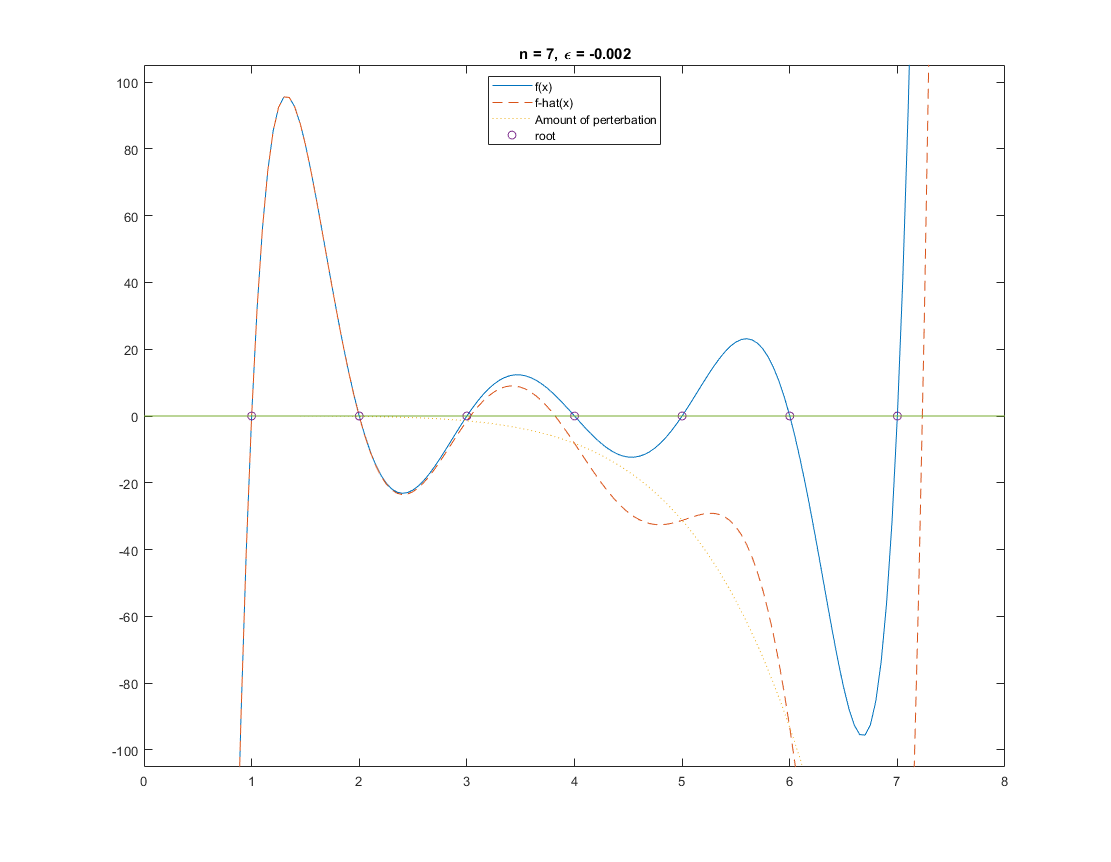 n = 7, ϵ = -0.002
f(x)
f-hat(x)
Amount of perterbation
root
100
80
60
40
20
0
-20
-40
-60
-80
-100
0 1 2 3 4 5 6 7 8